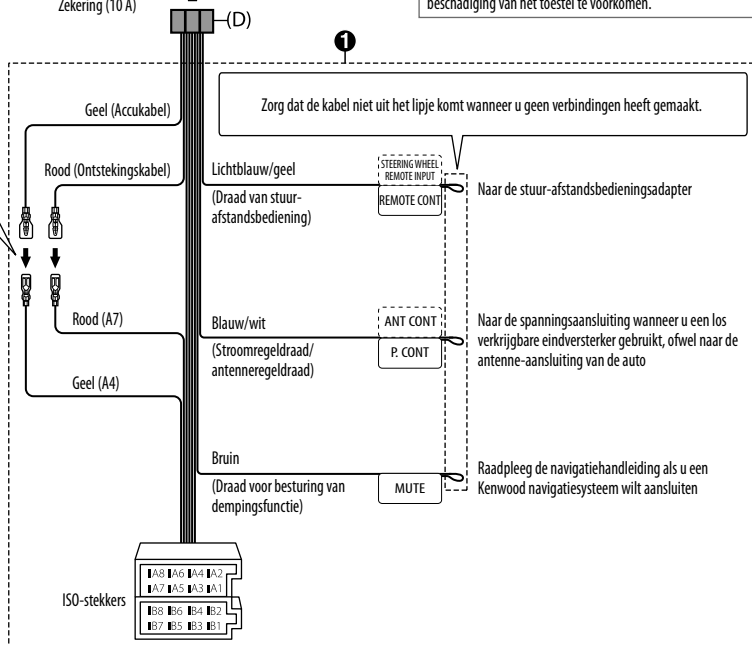 Zekering (10 A)
beschadiging van het toestel te voorkomen.
(D)
1
Geel (Accukabel)
Zorg dat de kabel niet uit het lipje komt wanneer u geen verbindingen heeft gemaakt.
Rood (Ontstekingskabel)
Lichtblauw/geel
(Draad van stuur-
afstandsbediening)
STEERING WHEEL
REMOTE INPUT
REMOTE CONT
Naar de stuur-afstandsbedieningsadapter
Rood (A7)
Blauw/wit
(Stroomregeldraad/
antenneregeldraad)
ANT CONT
P. CONT
Naar de spanningsaansluiting wanneer u een los
verkrijgbare eindversterker gebruikt, ofwel naar de
antenne-aansluiting van de auto
Geel (A4)
Bruin
(Draad voor besturing van
dempingsfunctie)
MUTE
Raadpleeg de navigatiehandleiding als u een
Kenwood navigatiesysteem wilt aansluiten
ISO-stekkers
A8 A6 A4 A2
A7 A5 A3 A1
B8 B6 B4 B2
B7 B5 B3 B1